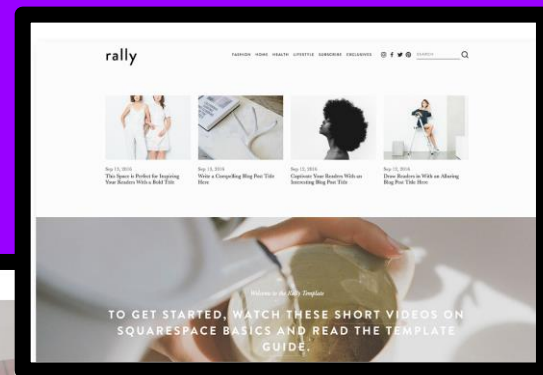 rally
FASHION HOME HEALTH LIFESTYLE SUBSCRIBE EXCLUSIVES
SEARCH
Sep 13, 2016
This Space is Perfect for Inspiring
Your Readers With a Bold Title
Sep 13, 2016
Write a Compelling Blog Post Title
Here
Sep 13, 2016
Captivate Your Readers With an
Interesting Blog Post Title
Sep 13, 2016
Draw Readers in With an Alluring
Blog Post Title Here
Welcome to the Rally Template
TO GET STARTED, WATCH THESE SHORT VIDEOS ON
SQUARESPACE BASICS AND READ THE TEMPLATE
GUIDE.